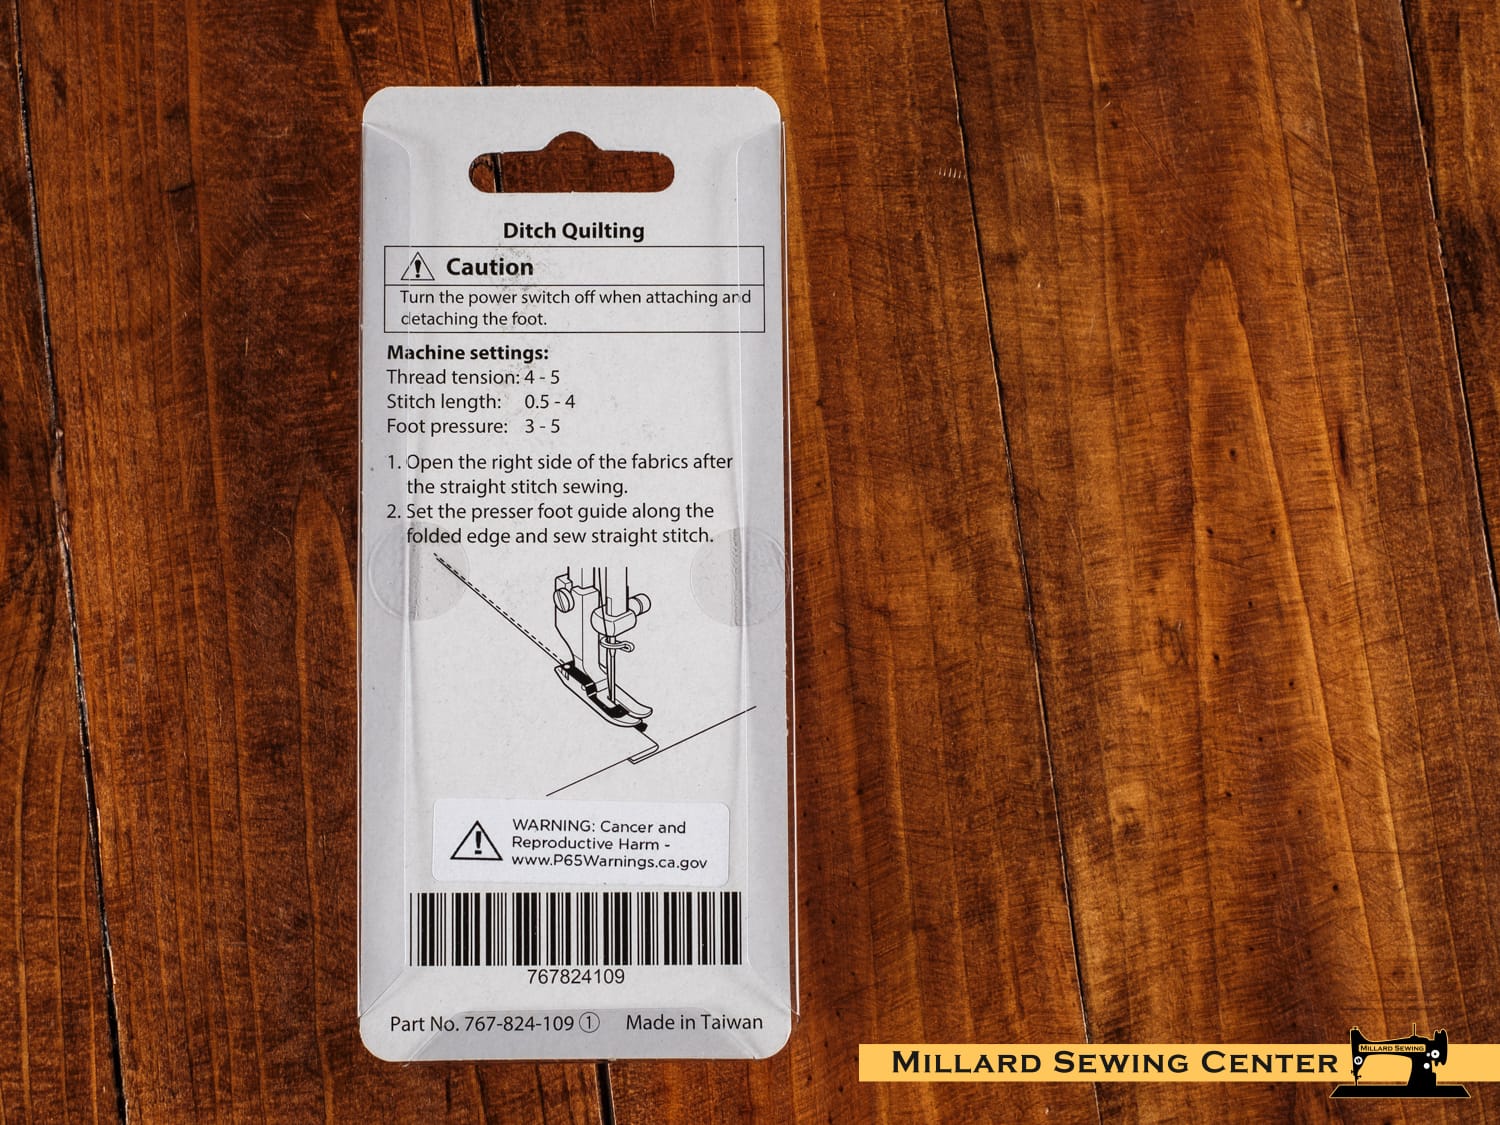 Ditch Quilting
Caution
Turn the power switch off when attaching and
detaching the foot.
Machine settings:
Thread tension: 4 - 5
Stitch length: 0.5 - 4
Foot pressure: 3 - 5
1. Open the right side of the fabrics after
the straight stitch sewing.
2. Set the presser foot guide along the
folded edge and sew straight stitch.
WARNING: Cancer and
Reproductive Harm -
www.P65Warnings.ca.gov
767824109
Part No. 767-824-109 ① Made in Taiwan
MILLARD SEWING CENTER
MILLARD SEWING